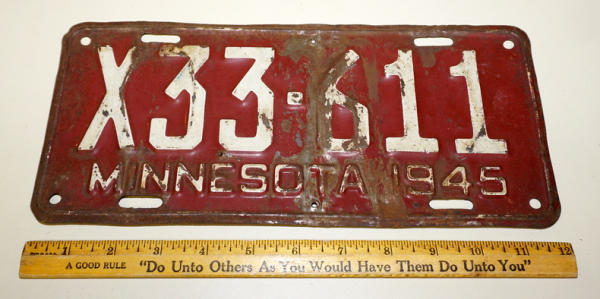 X33·611
MINNESOTA 1945
1 2 3 4 5 6 7 8 9 10 11
A GOOD RULE "Do Unto Others As You Would Have Them Do Unto You"